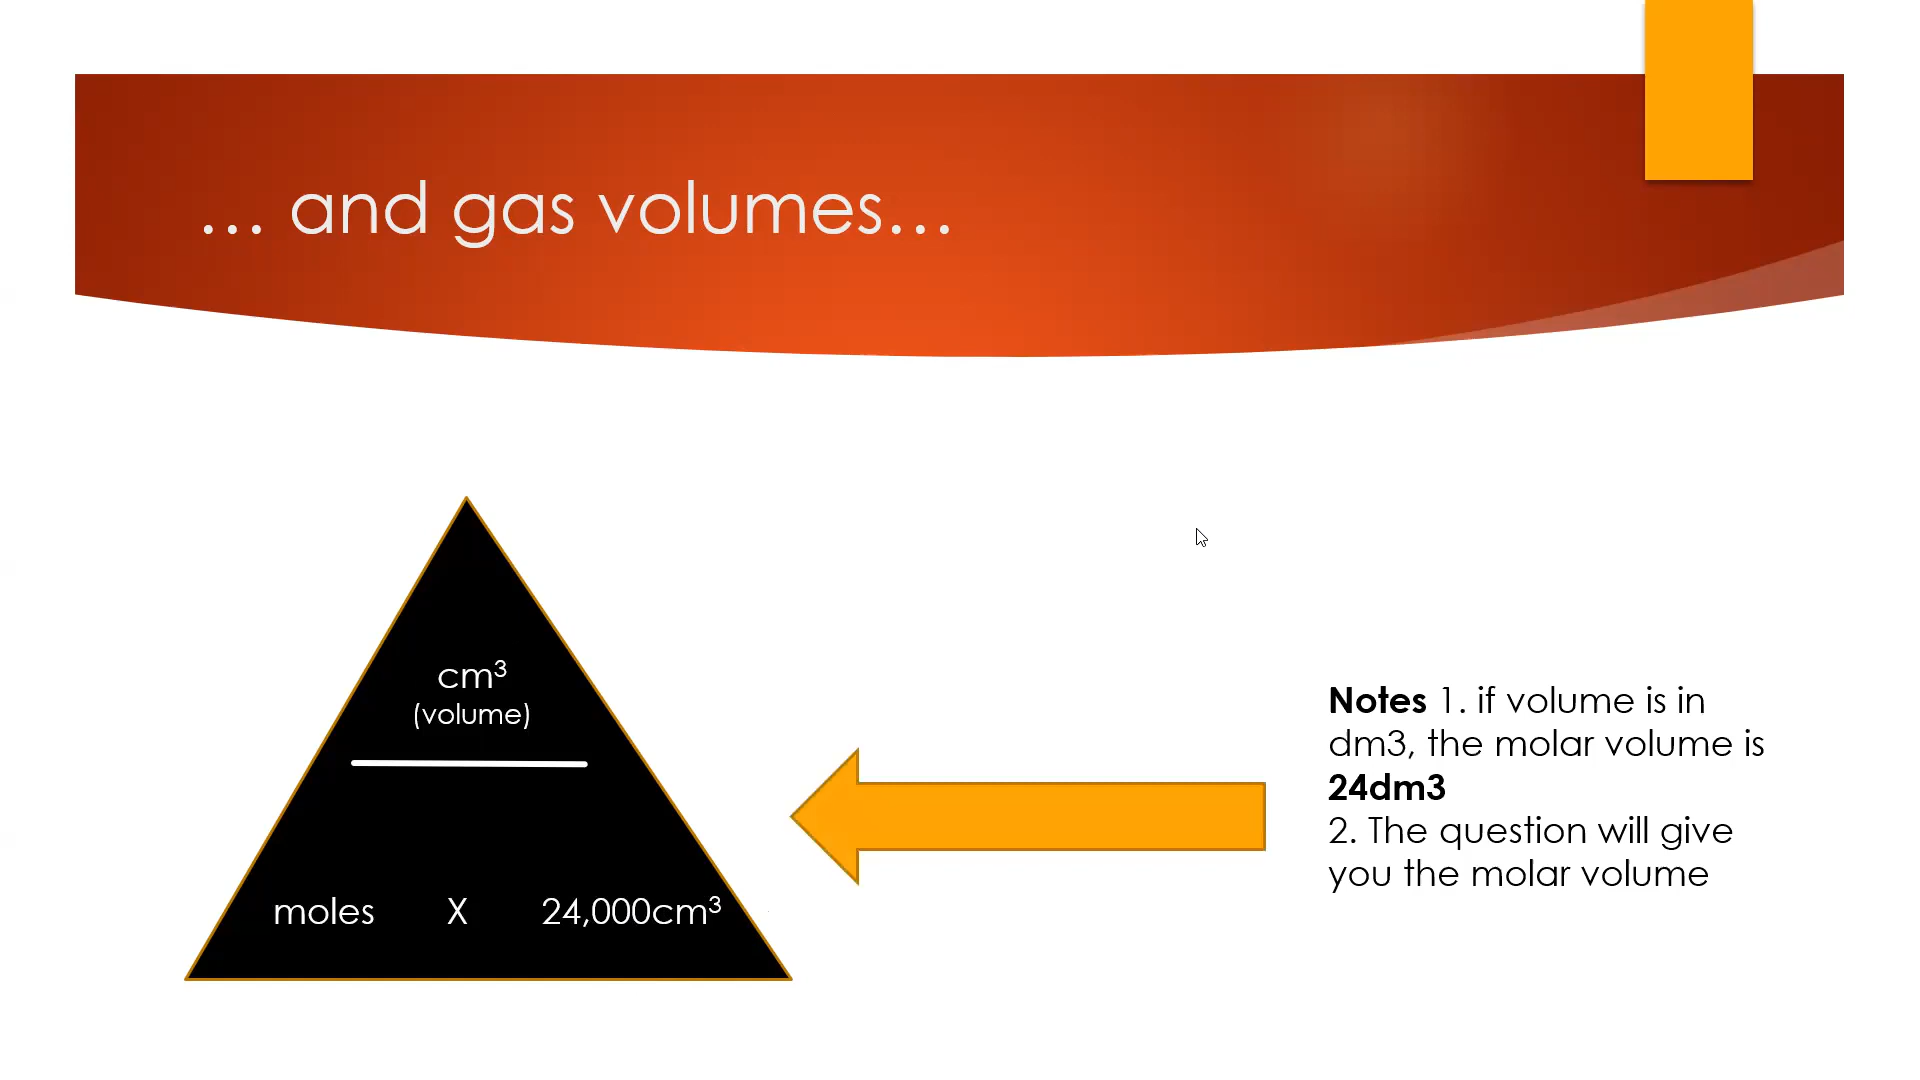 ... and gas volumes...
cm³
(volume)
moles X 24,000cm³
Notes 1. if volume is in
dm3, the molar volume is
24dm3
2. The question will give
you the molar volume